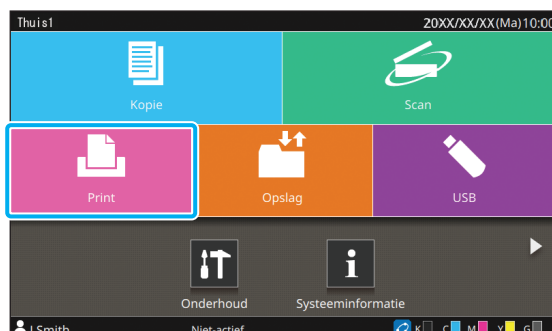 Thuis1 20XX/XX/XX(Ma)10:00
Kopie Scan
Print Opslag USB
Onderhoud Systeeminformatie
J.Smith Niet-actief K C M Y G